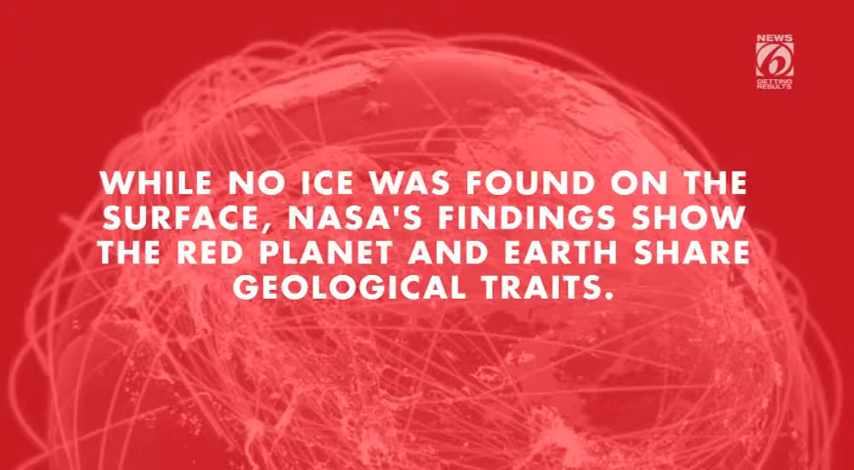 NEWS
6
GETTING
RESULTS
WHILE NO ICE WAS FOUND ON THE
SURFACE, NASA'S FINDINGS SHOW
THE RED PLANET AND EARTH SHARE
GEOLOGICAL TRAITS.